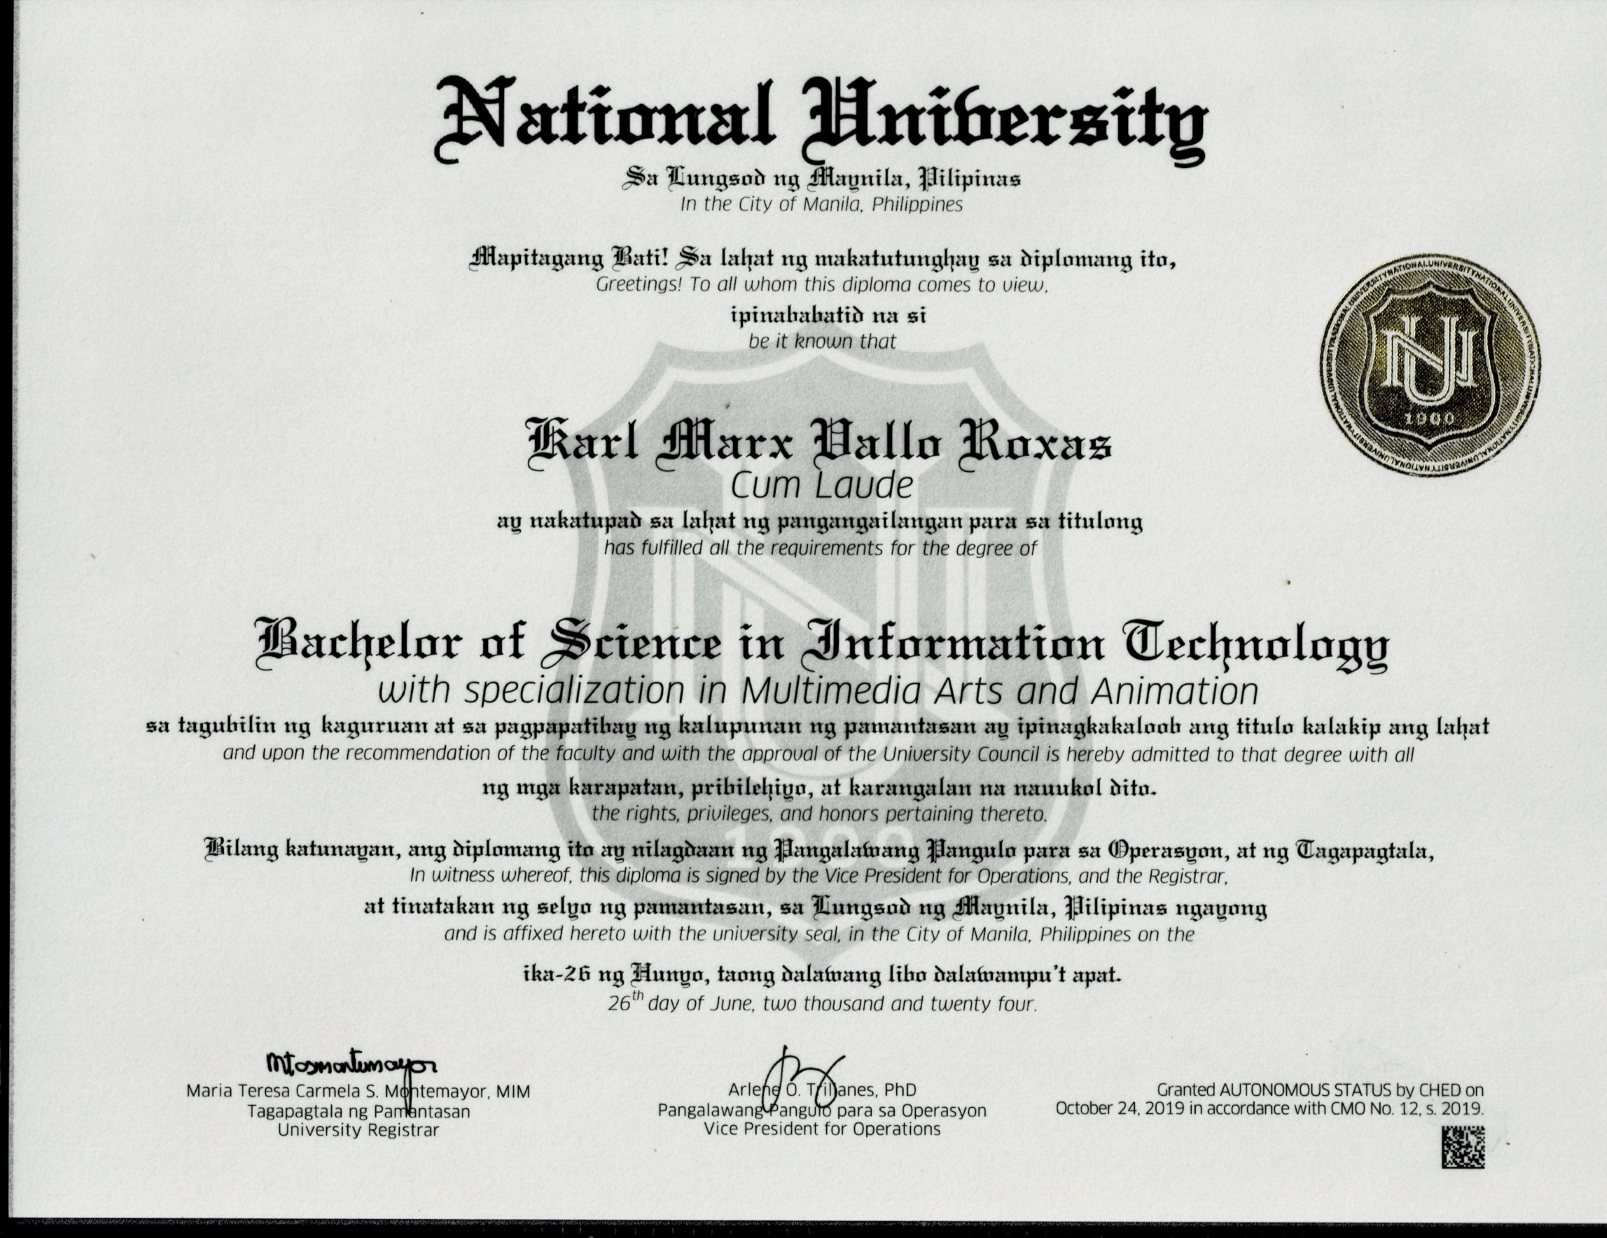 National University
Sa Lungsod ng Maynila, Pilipinas
In the City of Manila, Philippines
Mapitagang Bati! Sa lahat ng makatutunghay sa diplomang ito,
Greetings! To all whom this diploma comes to view,
ipinababatid na si
be it known that
NU
1900
Karl Marx Vallo Roxas
Cum Laude
ay nakatupad sa lahat ng pangangailangan para sa titulong
has fulfilled all the requirements for the degree of
Bachelor of Science in Information Technology
with specialization in Multimedia Arts and Animation
sa tagubilin ng kaguruan at sa pagpapatibay ng kalupunan ng pamantasan ay ipinagkakaloob ang titulo kalakip ang lahat
and upon the recommendation of the faculty and with the approval of the University Council is hereby admitted to that degree with all
ng mga karapatan, pribilehiyo, at karangalan na nauukol dito.
the rights, privileges, and honors pertaining thereto.
Bilang katunayan, ang diplomang ito ay nilagdaan ng Pangalawang Pangulo para sa Operasyon, at ng Tagapagtala,
In witness whereof, this diploma is signed by the Vice President for Operations, and the Registrar,
at tinatakan ng selyo ng pamantasan, sa Lungsod ng Maynila, Pilipinas ngayong
and is affixed hereto with the university seal, in the City of Manila, Philippines on the
ika-26 ng Hunyo, taong dalawang libo dalawampu't apat.
26th day of June, two thousand and twenty four.
Maria Teresa Carmela S. Montemayor, MIM
Tagapagtala ng Pamantasan
University Registrar
Arlene O. Trillanes, PhD
Pangalawang Pangulo para sa Operasyon
Vice President for Operations
Granted AUTONOMOUS STATUS by CHED on
October 24, 2019 in accordance with CMO No. 12, s. 2019.